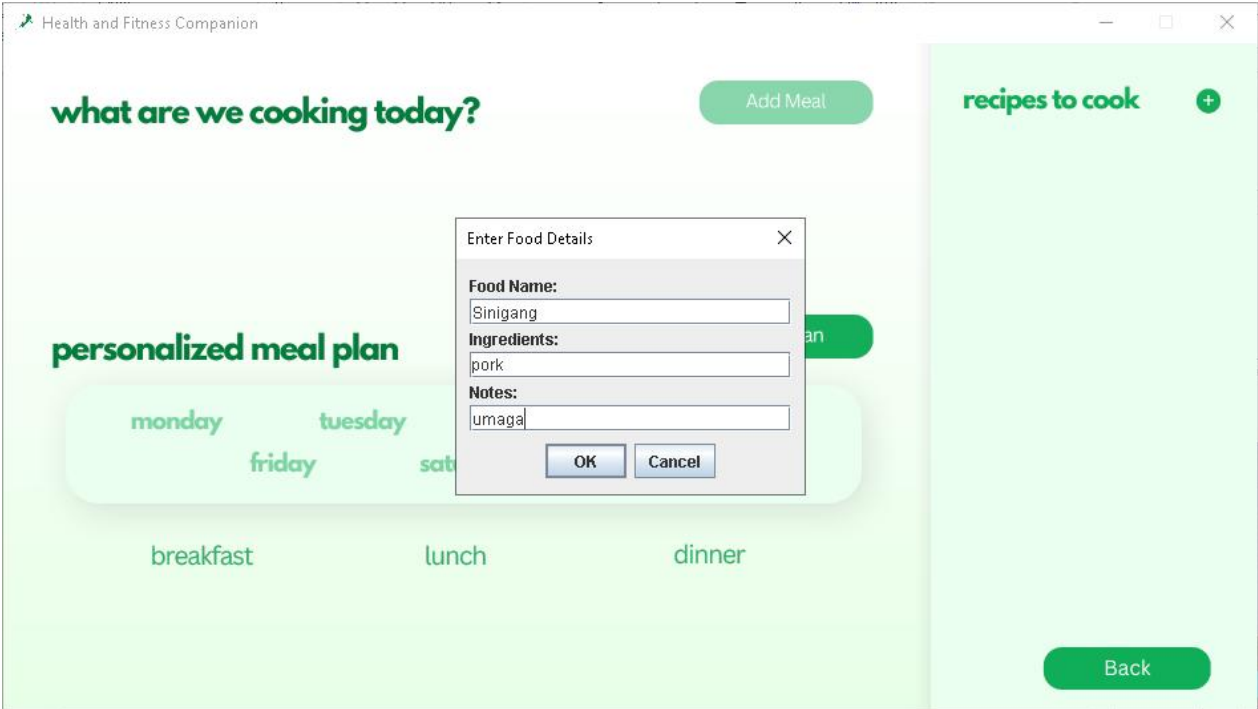 Health and Fitness Companion
what are we cooking today?
Add Meal
recipes to cook
Enter Food Details
Food Name:
Sinigang
Ingredients:
pork
Notes:
umaga
OK
Cancel
personalized meal plan
monday
tuesday
friday
breakfast
lunch
dinner
Back